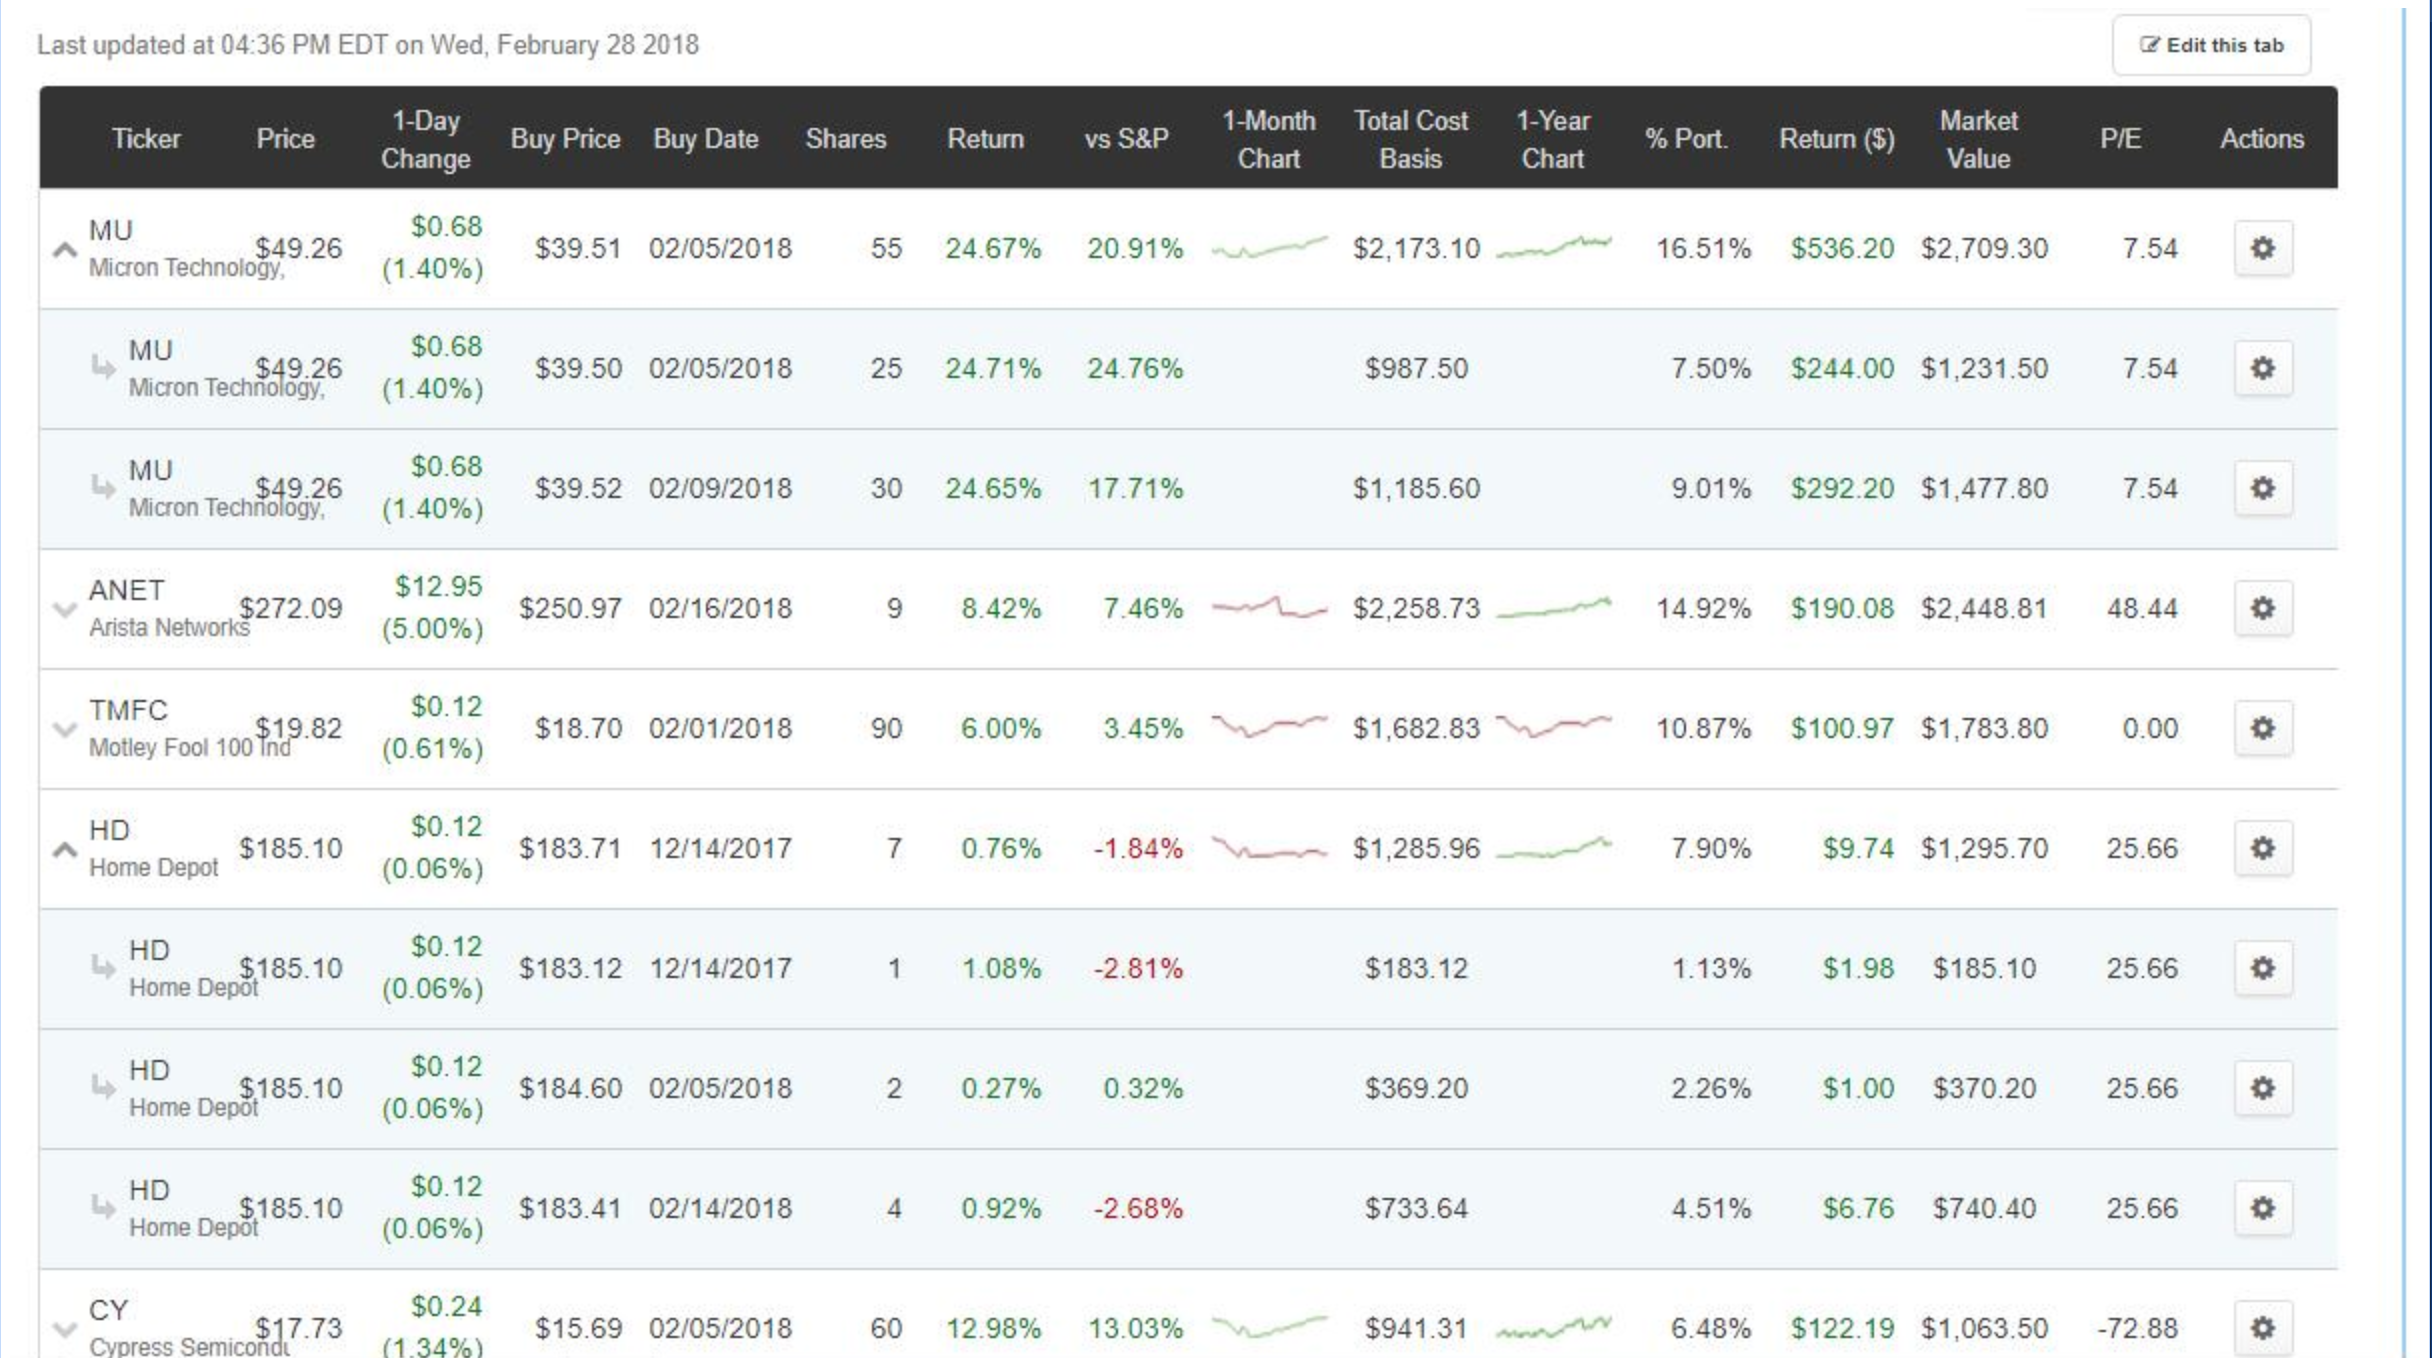 Last updated at 04:36 PM EDT on Wed, February 28 2018
Edit this tab
Ticker Price 1-Day Change Buy Price Buy Date Shares Return vs S&P 1-Month Chart Total Cost Basis 1-Year Chart % Port. Return ($) Market Value P/E Actions
MU $49.26 $0.68 $39.51 02/05/2018 55 24.67% 20.91% $2,173.10 16.51% $536.20 $2,709.30 7.54
Micron Technology, (1.40%)
MU $49.26 $0.68 $39.50 02/05/2018 25 24.71% 24.76% $987.50 7.50% $244.00 $1,231.50 7.54
Micron Technology, (1.40%)
MU $49.26 $0.68 $39.52 02/09/2018 30 24.65% 17.71% $1,185.60 9.01% $292.20 $1,477.80 7.54
Micron Technology, (1.40%)
ANET $272.09 $12.95 $250.97 02/16/2018 9 8.42% 7.46% $2,258.73 14.92% $190.08 $2,448.81 48.44
Arista Networks (5.00%)
TMFC $19.82 $0.12 $18.70 02/01/2018 90 6.00% 3.45% $1,682.83 10.87% $100.97 $1,783.80 0.00
Motley Fool 100 Ind (0.61%)
HD $185.10 $0.12 $183.71 12/14/2017 7 0.76% -1.84% $1,285.96 7.90% $9.74 $1,295.70 25.66
Home Depot (0.06%)
HD $185.10 $0.12 $183.12 12/14/2017 1 1.08% -2.81% $183.12 1.13% $1.98 $185.10 25.66
Home Depot (0.06%)
HD $185.10 $0.12 $184.60 02/05/2018 2 0.27% 0.32% $369.20 2.26% $1.00 $370.20 25.66
Home Depot (0.06%)
HD $185.10 $0.12 $183.41 02/14/2018 4 0.92% -2.68% $733.64 4.51% $6.76 $740.40 25.66
Home Depot (0.06%)
CY $17.73 $0.24 $15.69 02/05/2018 60 12.98% 13.03% $941.31 6.48% $122.19 $1,063.50 -72.88
Cypress Semicondu (1.34%)